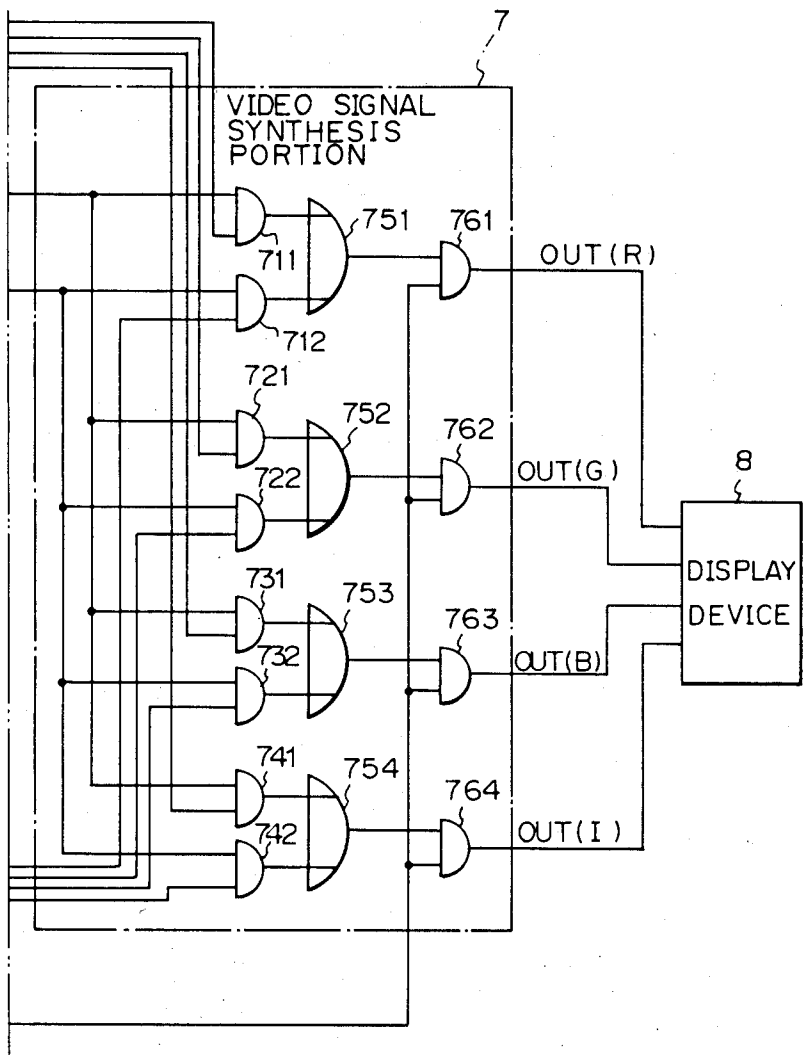 7
VIDEO SIGNAL
SYNTHESIS
PORTION
711
751
761
OUT(R)
712
721
752
762
OUT(G)
722
8
DISPLAY
DEVICE
731
753
763
OUT(B)
732
741
754
764
OUT(I)
742